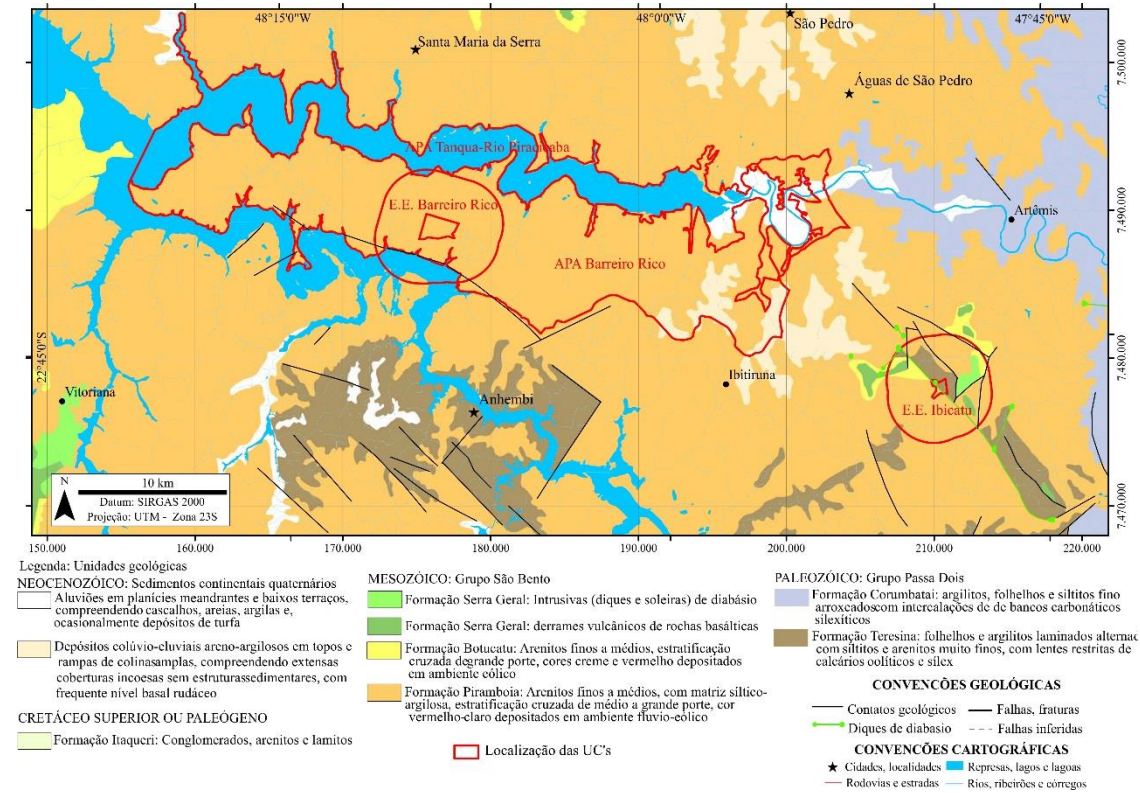 48°15'0"W
48°0'0"W
47°45'0"W
São Pedro
Santa Maria da Serra
7.500.000
Águas de São Pedro
APA Tanqua-Rio Piracicaba
E.E. Barreiro Rico
7.490.000
Artêmis
APA Barreiro Rico
22°45'0"S
7.480.000
Ibitiruna
Vitoriana
Anhembi
E.E. Ibicatu
N
10 km
Datum: SIRGAS 2000
Projeção: UTM - Zona 23S
7.470.000
150.000
160.000
170.000
180.000
190.000
200.000
210.000
220.000
Legenda: Unidades geológicas
NEOCENOZÓICO: Sedimentos continentais quaternários
Aluviões em planícies meandrantes e baixos terraços,
compreendendo cascalhos, areias, argilas e,
ocasionalmente depósitos de turfa
Depósitos colúvio-eluviais areno-argilosos em topos e
rampas de colinasamplas, compreendendo extensas
coberturas incoesas sem estruturassedimentares, com
frequente nível basal rudáceo
CRETÁCEO SUPERIOR OU PALEÓGENO
Formação Itaqueri: Conglomerados, arenitos e lamitos
MESOZÓICO: Grupo São Bento
Formação Serra Geral: Intrusivas (diques e soleiras) de diabásio
Formação Serra Geral: derrames vulcânicos de rochas basálticas
Formação Botucatu: Arenitos finos a médios, estratificação
cruzada degrande porte, cores creme e vermelho depositados
em ambiente eólico
Formação Piramboia: Arenitos finos a médios, com matriz síltico-
argilosa, estratificação cruzada de médio a grande porte, cor
vermelho-claro depositados em ambiente fluvio-eólico
Localização das UC's
PALEOZÓICO: Grupo Passa Dois
Formação Corumbatai: argilitos, folhelhos e siltitos fino
arroxeadoscom intercalações de de bancos carbonáticos
silexíticos
Formação Teresina: folhelhos e argilitos laminados alternac
com siltitos e arenitos muito finos, com lentes restritas de
calcários oolíticos e sílex
CONVENCÕES GEOLÓGICAS
Contatos geológicos
Falhas, fraturas
Diques de diabasio
Falhas inferidas
CONVENCÕES CARTOGRÁFICAS
Cidades, localidades
Represas, lagos e lagoas
Rodovias e estradas
Rios, ribeirões e córregos